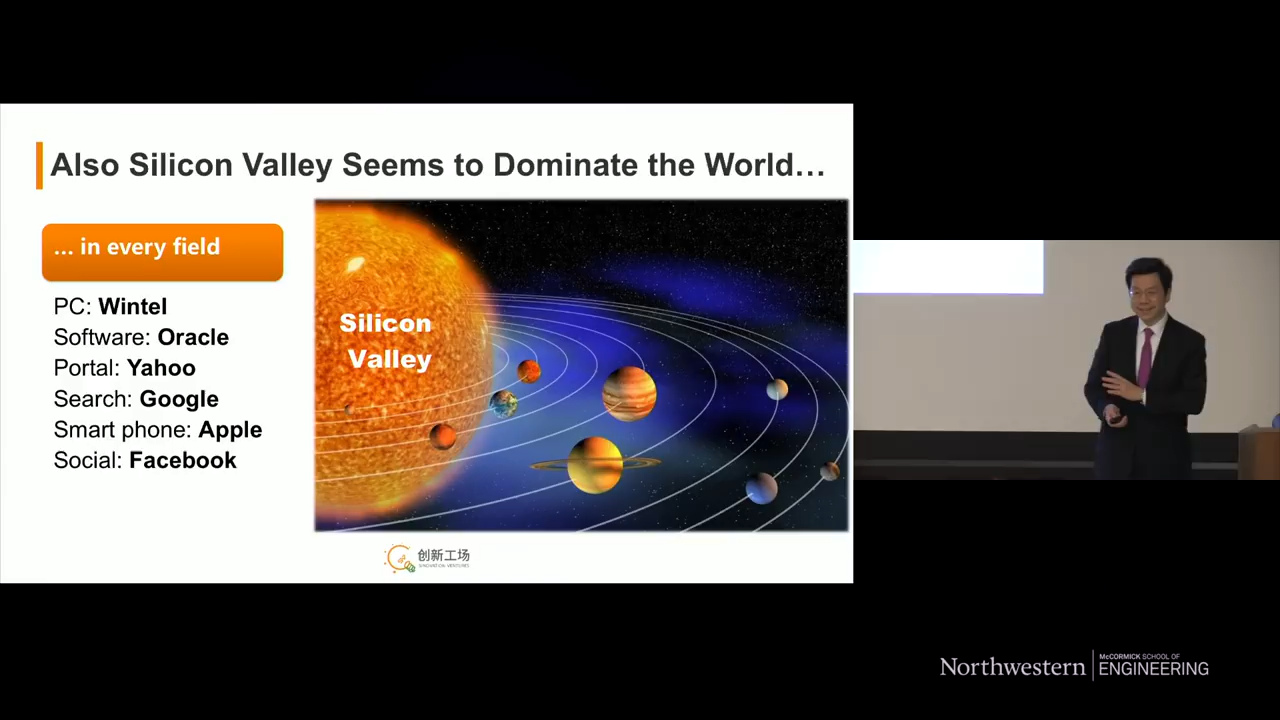 Also Silicon Valley Seems to Dominate the World…
... in every field
PC: Wintel
Software: Oracle
Portal: Yahoo
Search: Google
Smart phone: Apple
Social: Facebook
Silicon
Valley
创新工场
SINOVATION VENTURES
Northwestern
McCORMICK SCHOOL OF
ENGINEERING